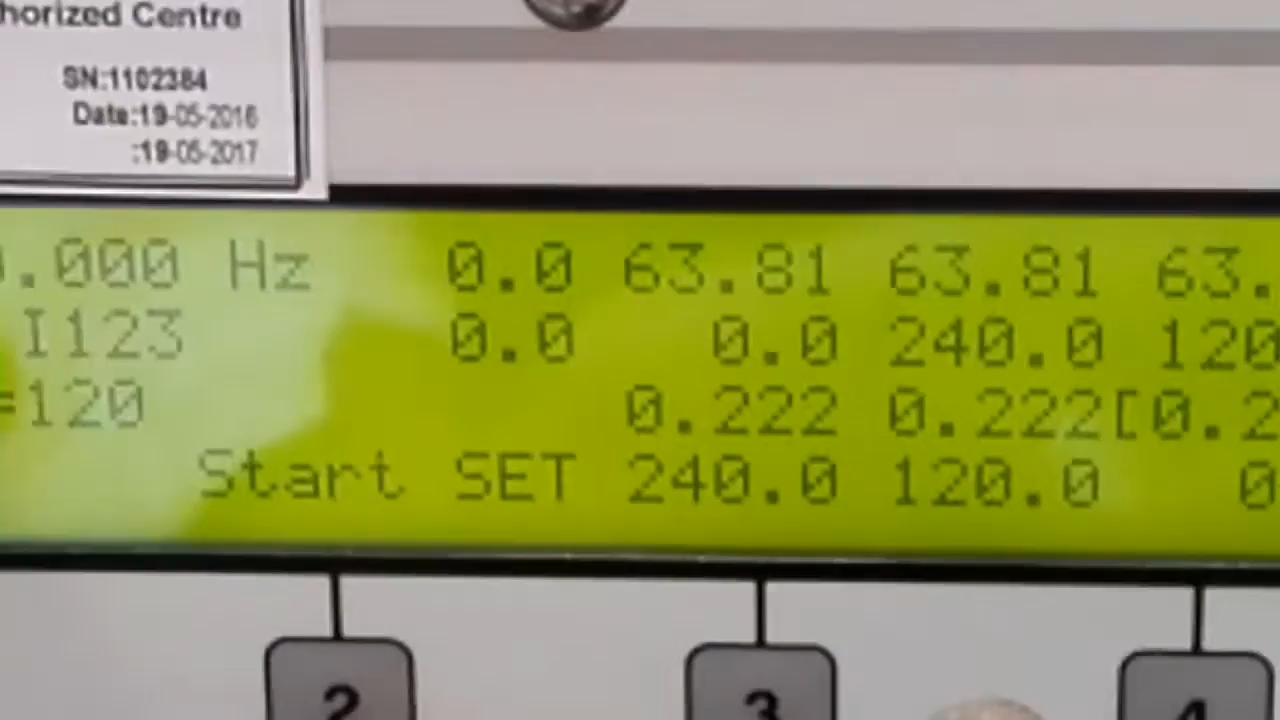 horized Centre
SN:1102384
Date:19-05-2016
:19-05-2017
.000 Hz 0.0 63.81 63.81 63.
I123 0.0 0.0 240.0 120
=120 0.222 0.222[0.2
Start SET 240.0 120.0 0
2 3 4